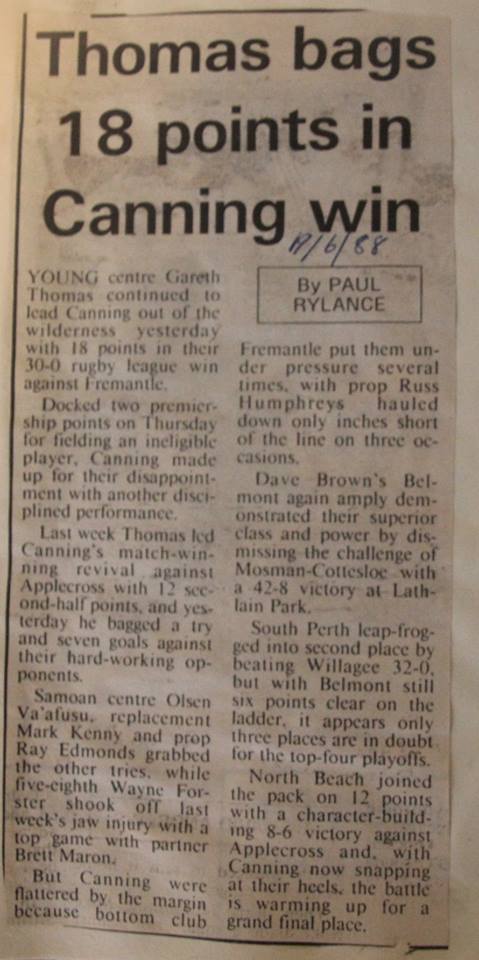 Thomas bags
18 points in
Canning win
/6/88
By PAUL
RYLANCE
YOUNG centre Gareth
Thomas continued to
lead Canning out of the
wilderness yesterday
with 18 points in their
30-0 rugby league win
against Fremantle.
Docked two premier-
ship points on Thursday
for fielding an ineligible
player, Canning made
up for their disappoint-
ment with another disci-
plined performance.
Last week Thomas led
Canning's match-win-
ning revival against
Applecross with 12 sec-
ond-half points, and yes-
terday he bagged a try
and seven goals against
their hard-working op-
ponents.
Samoan centre Olsen
Va'afusu, replacement
Mark Kenny and prop
Ray Edmonds grabbed
the other tries, while
five-eighth Wayne For-
ster shook off last
week's jaw injury with a
top game with partner
Brett Maron.
But Canning were
flattered by the margin
because bottom club
Fremantle put them un-
der pressure several
times, with prop Russ
Humphreys hauled
down only inches short
of the line on three oc-
casions.
Dave Brown's Bel-
mont again amply dem-
onstrated their superior
class and power by dis-
missing the challenge of
Mosman-Cottesloe with
a 42-8 victory at Lath-
lain Park.
South Perth leap-frog-
ged into second place by
beating Willagee 32-0,
but with Belmont still
six points clear on the
ladder, it appears only
three places are in doubt
for the top-four playoffs.
North Beach joined
the pack on 12 points
with a character-build-
ing 8-6 victory against
Applecross and, with
Canning now snapping
at their heels, the battle
is warming up for a
grand final place.